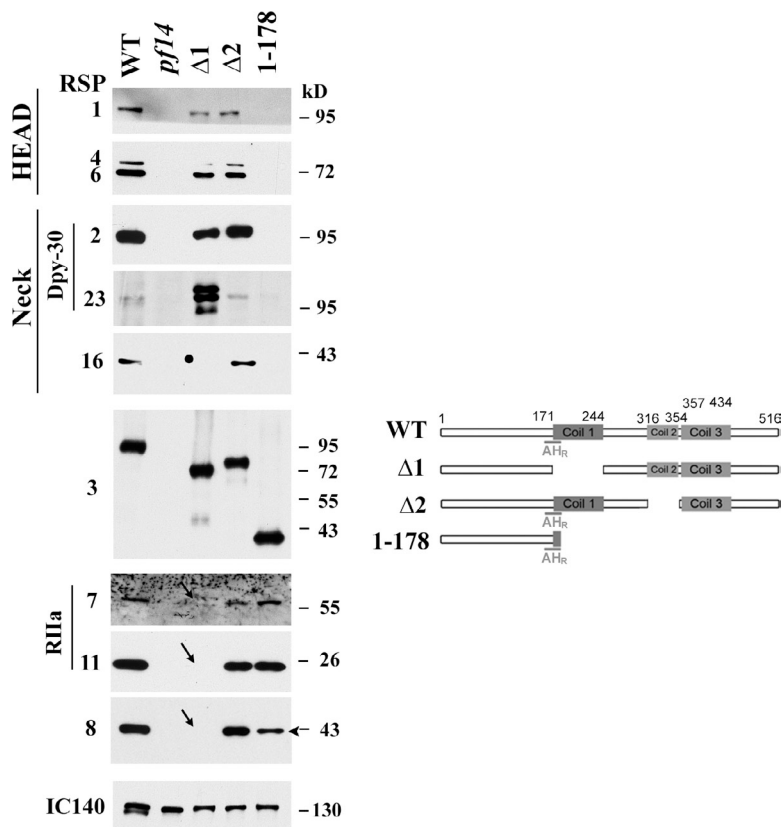 WT pf14 Δ1 Δ2 1-178
RSP kD
HEAD
1 – 95
4
6 – 72
Neck
Dpy-30
2 – 95
23 – 95
16 – 43
3
– 95
– 72
– 55
– 43
RIIa
7 – 55
11 – 26
8 – 43
IC140 –130
357 434
1 171 244 316 354 516
WT Coil 1 Coil 2 Coil 3
AHR
Δ1 Coil 2 Coil 3
Δ2 Coil 1 Coil 3
AHR
1-178
AHR